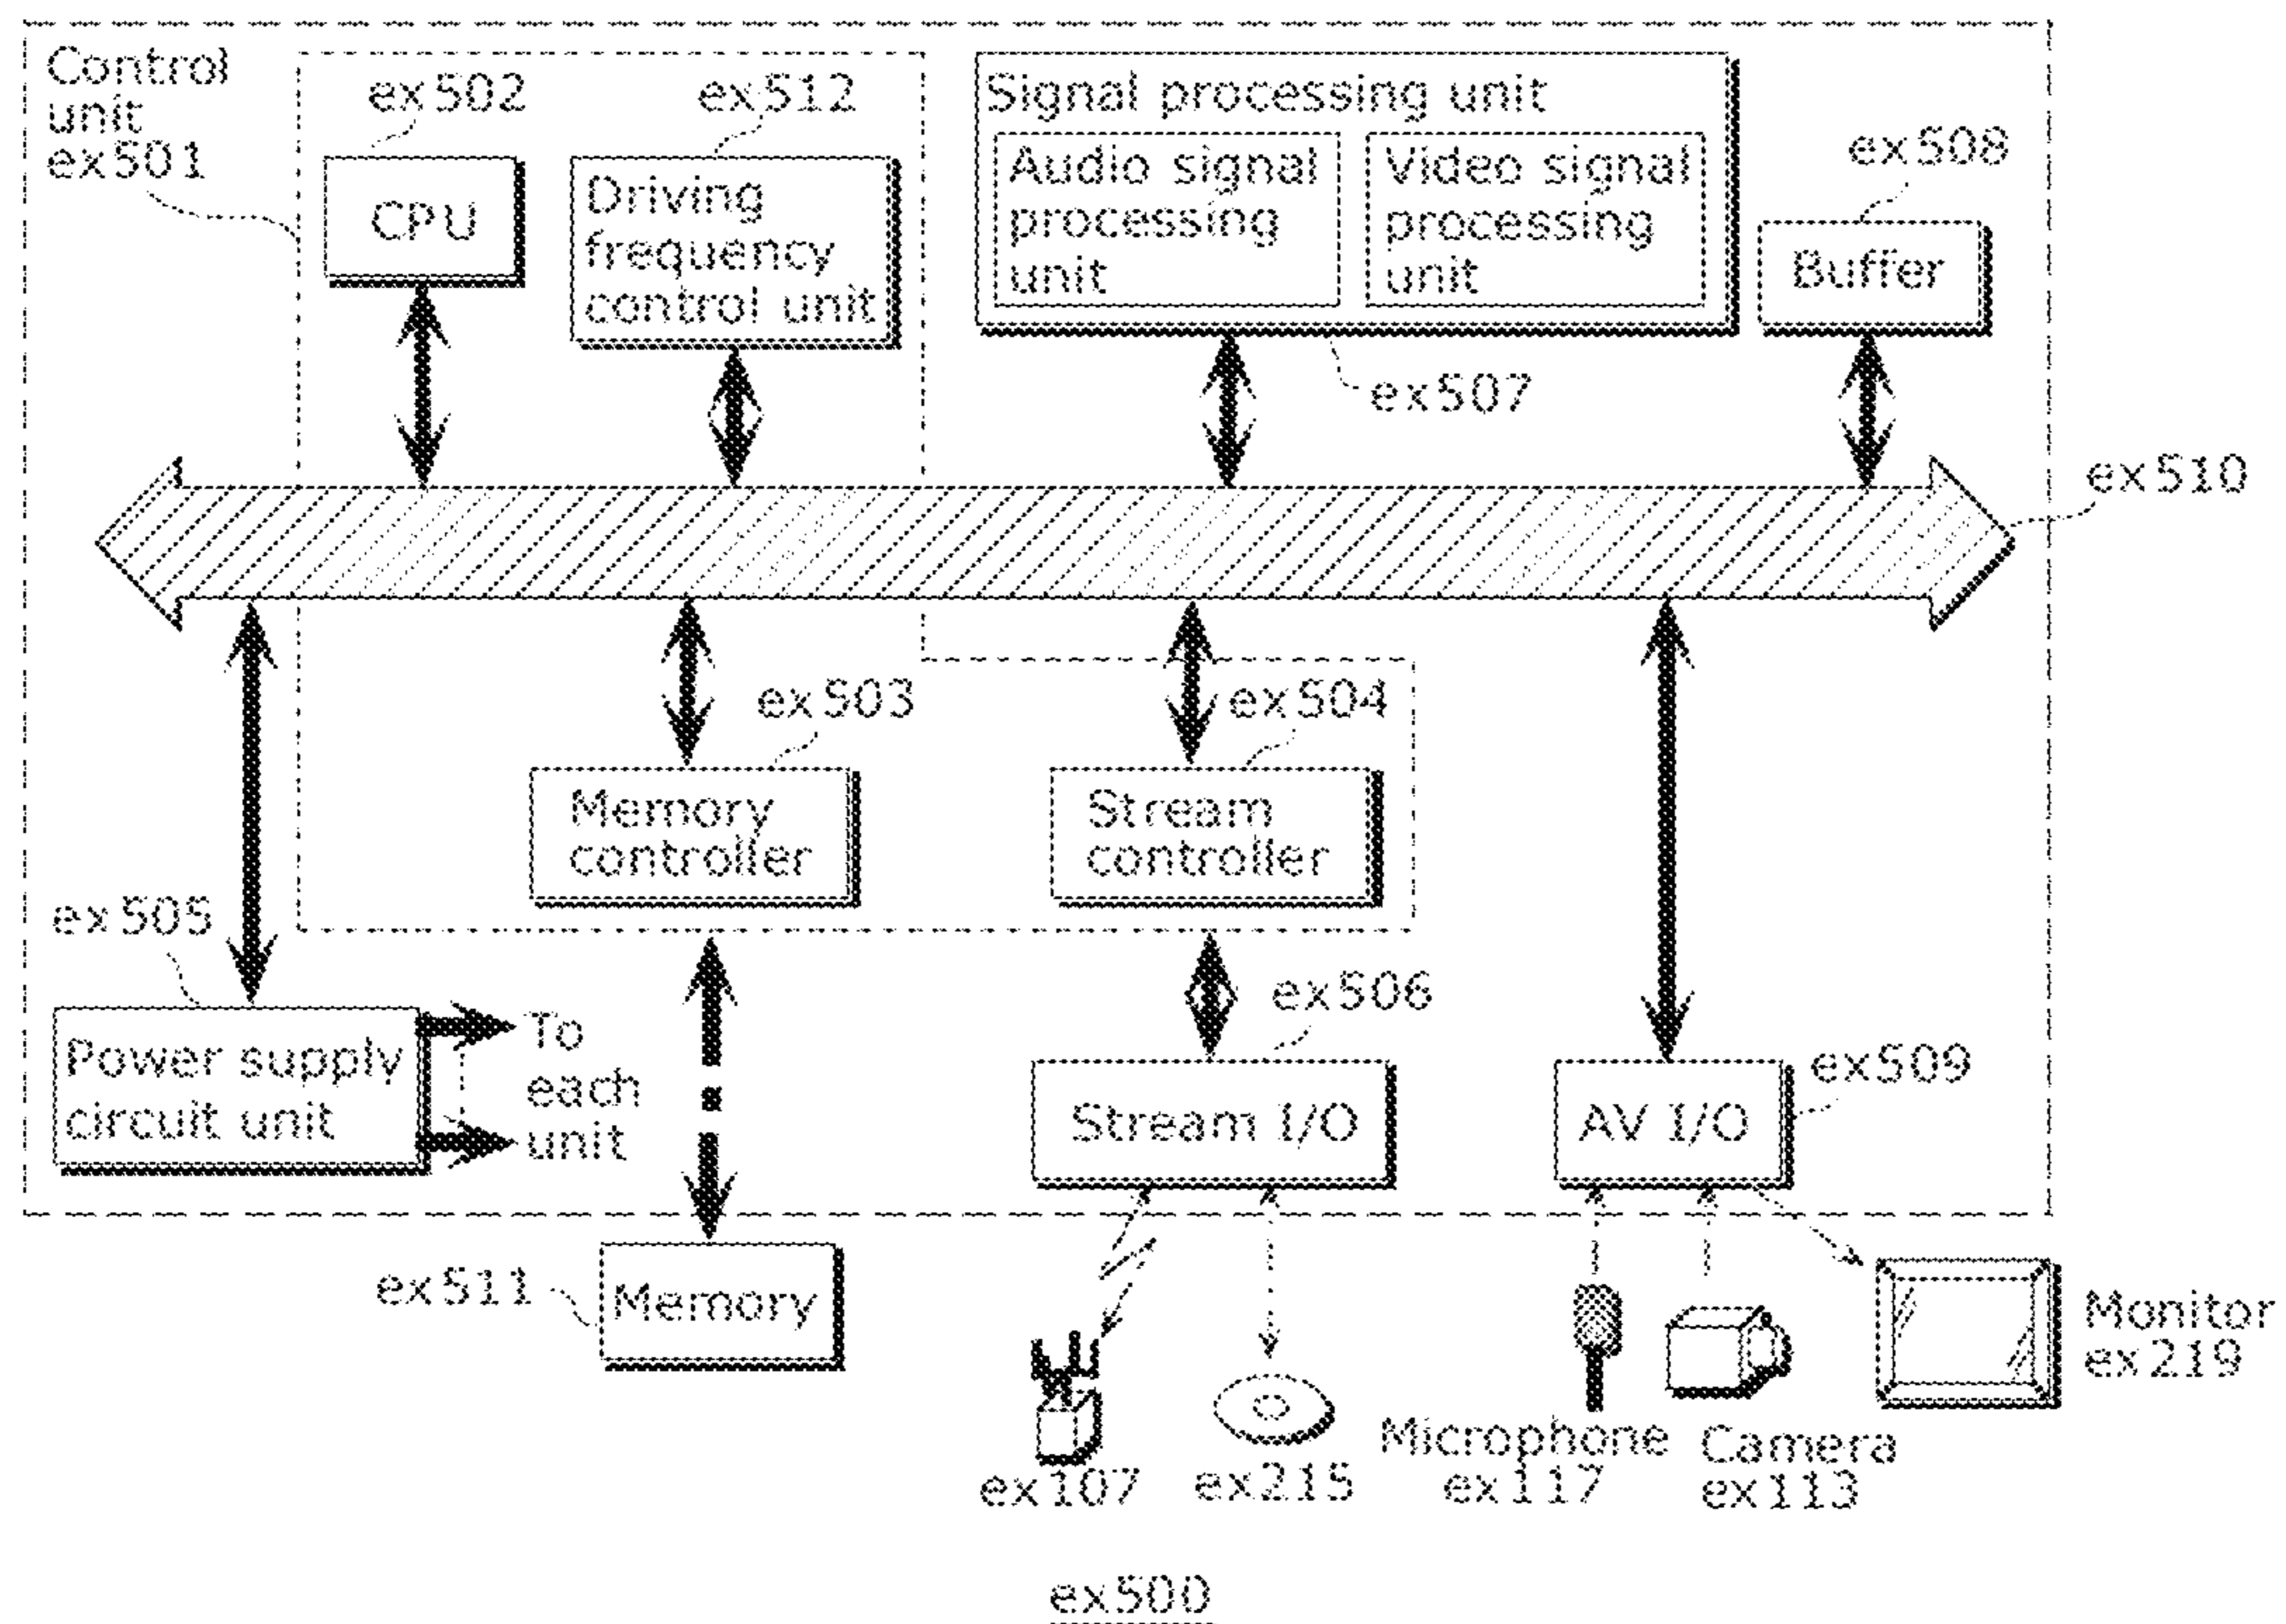 Control
unit
ex501
ex502
ex512
CPU
Driving
frequency
control unit
Signal processing unit
Audio signal
processing
unit
Video signal
processing
unit
ex507
ex508
Buffer
ex510
ex503
Memory
controller
ex504
Stream
controller
ex505
Power supply
circuit unit
To
each
unit
ex506
Stream I/O
ex509
AV I/O
ex511
Memory
ex107
ex215
Microphone
ex117
Camera
ex113
Monitor
ex219
ex500